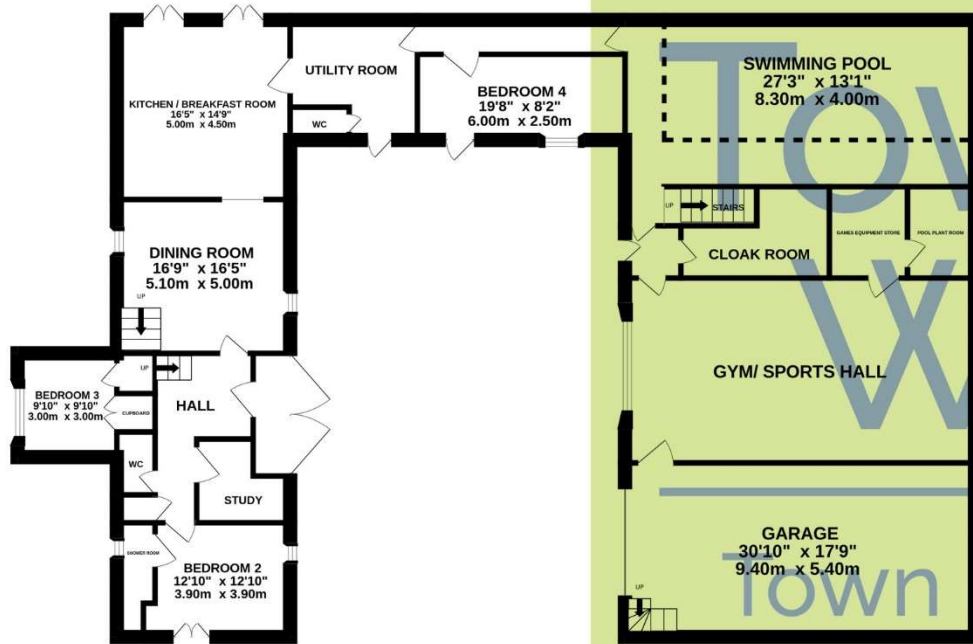 KITCHEN / BREAKFAST ROOM
16'5" x 14'9"
5.00m x 4.50m
UTILITY ROOM
WC
BEDROOM 4
19'8" x 8'2"
6.00m x 2.50m
SWIMMING POOL
27'3" x 13'1"
8.30m x 4.00m
UP
STAIRS
CLOAK ROOM
GAMES EQUIPMENT STORE
POOL PLANT ROOM
DINING ROOM
16'9" x 16'5"
5.10m x 5.00m
UP
UP
HALL
BEDROOM 3
9'10" x 9'10"
3.00m x 3.00m
CUPBOARD
WC
STUDY
SHOWER ROOM
BEDROOM 2
12'10" x 12'10"
3.90m x 3.90m
GYM/ SPORTS HALL
GARAGE
30'10" x 17'9"
9.40m x 5.40m
UP
Town